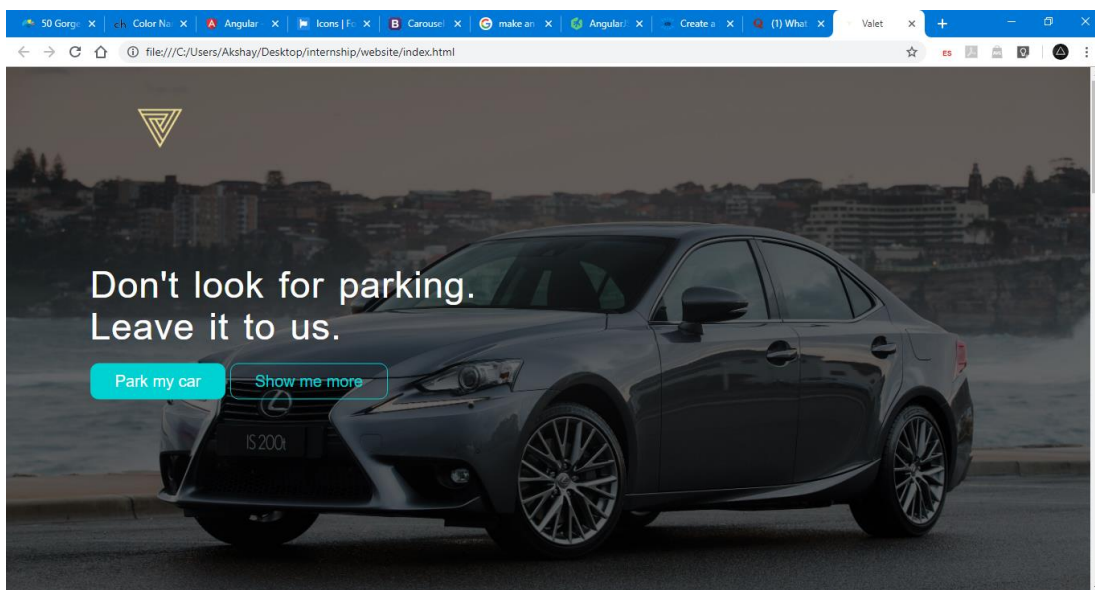 50 Gorge
Color Na
Angular
Icons | Fo
Carousel
make an
Angular
Create a
(1) What
Valet
file:///C:/Users/Akshay/Desktop/internship/website/index.html
ES
Don't look for parking.
Leave it to us.
Park my car Show me more
IS 200t